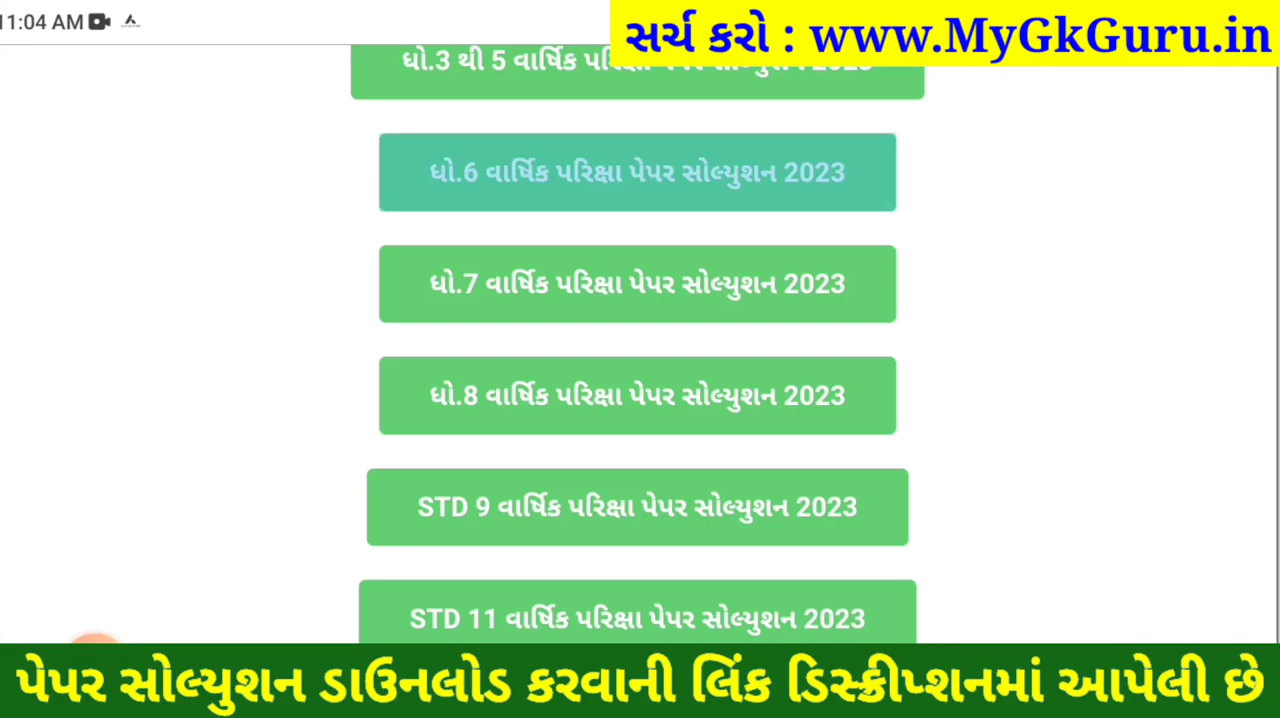 11:04 AM
સર્ચ કરો : www.MyGkGuru.in
ધો.3 થી 5 વાર્ષિક
ધો.6 વાર્ષિક પરિક્ષા પેપર સોલ્યુશન 2023
ધો.7 વાર્ષિક પરિક્ષા પેપર સોલ્યુશન 2023
ધો.8 વાર્ષિક પરિક્ષા પેપર સોલ્યુશન 2023
STD 9 વાર્ષિક પરિક્ષા પેપર સોલ્યુશન 2023
STD 11 વાર્ષિક પરિક્ષા પેપર સોલ્યુશન 2023
પેપર સોલ્યુશન ડાઉનલોડ કરવાની લિંક ડિસ્ક્રીપ્શનમાં આપેલી છે